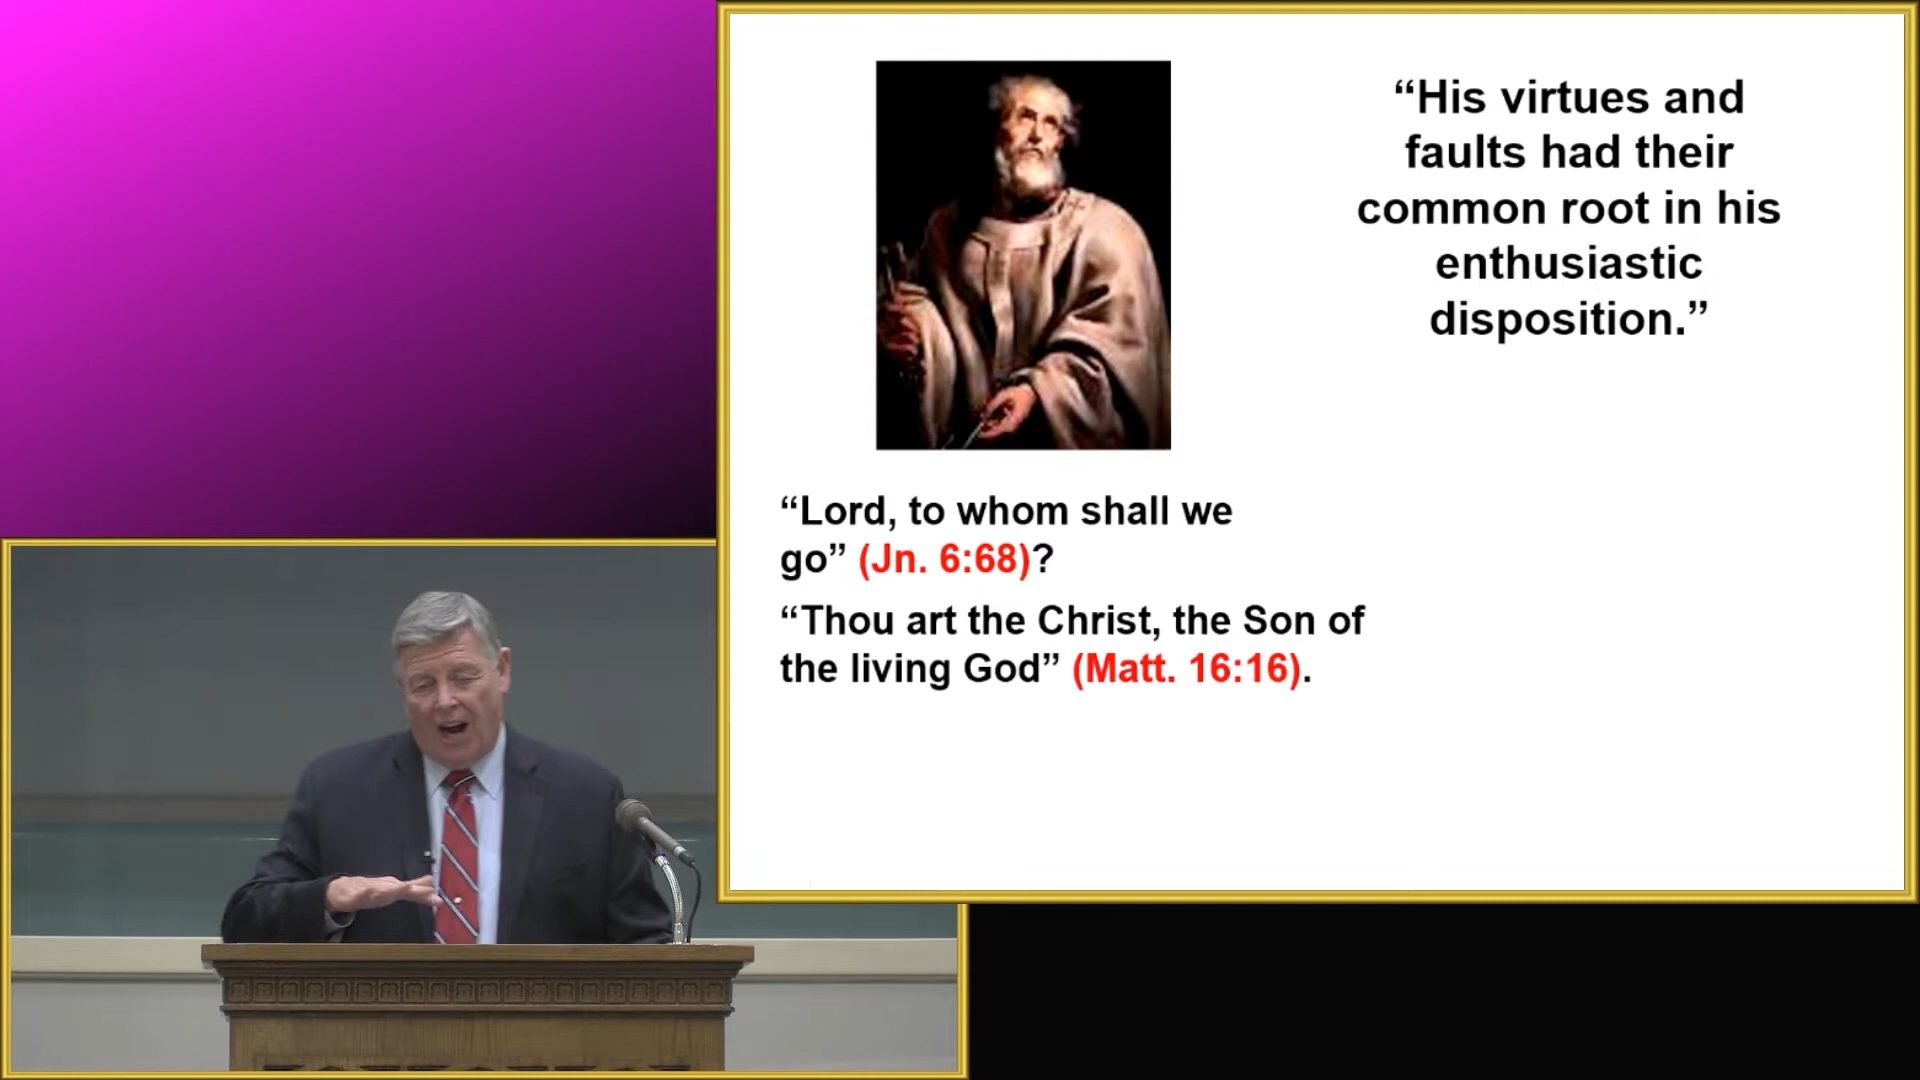 “His virtues and
faults had their
common root in his
enthusiastic
disposition.”
“Lord, to whom shall we
go” (Jn. 6:68)?
“Thou art the Christ, the Son of
the living God” (Matt. 16:16).